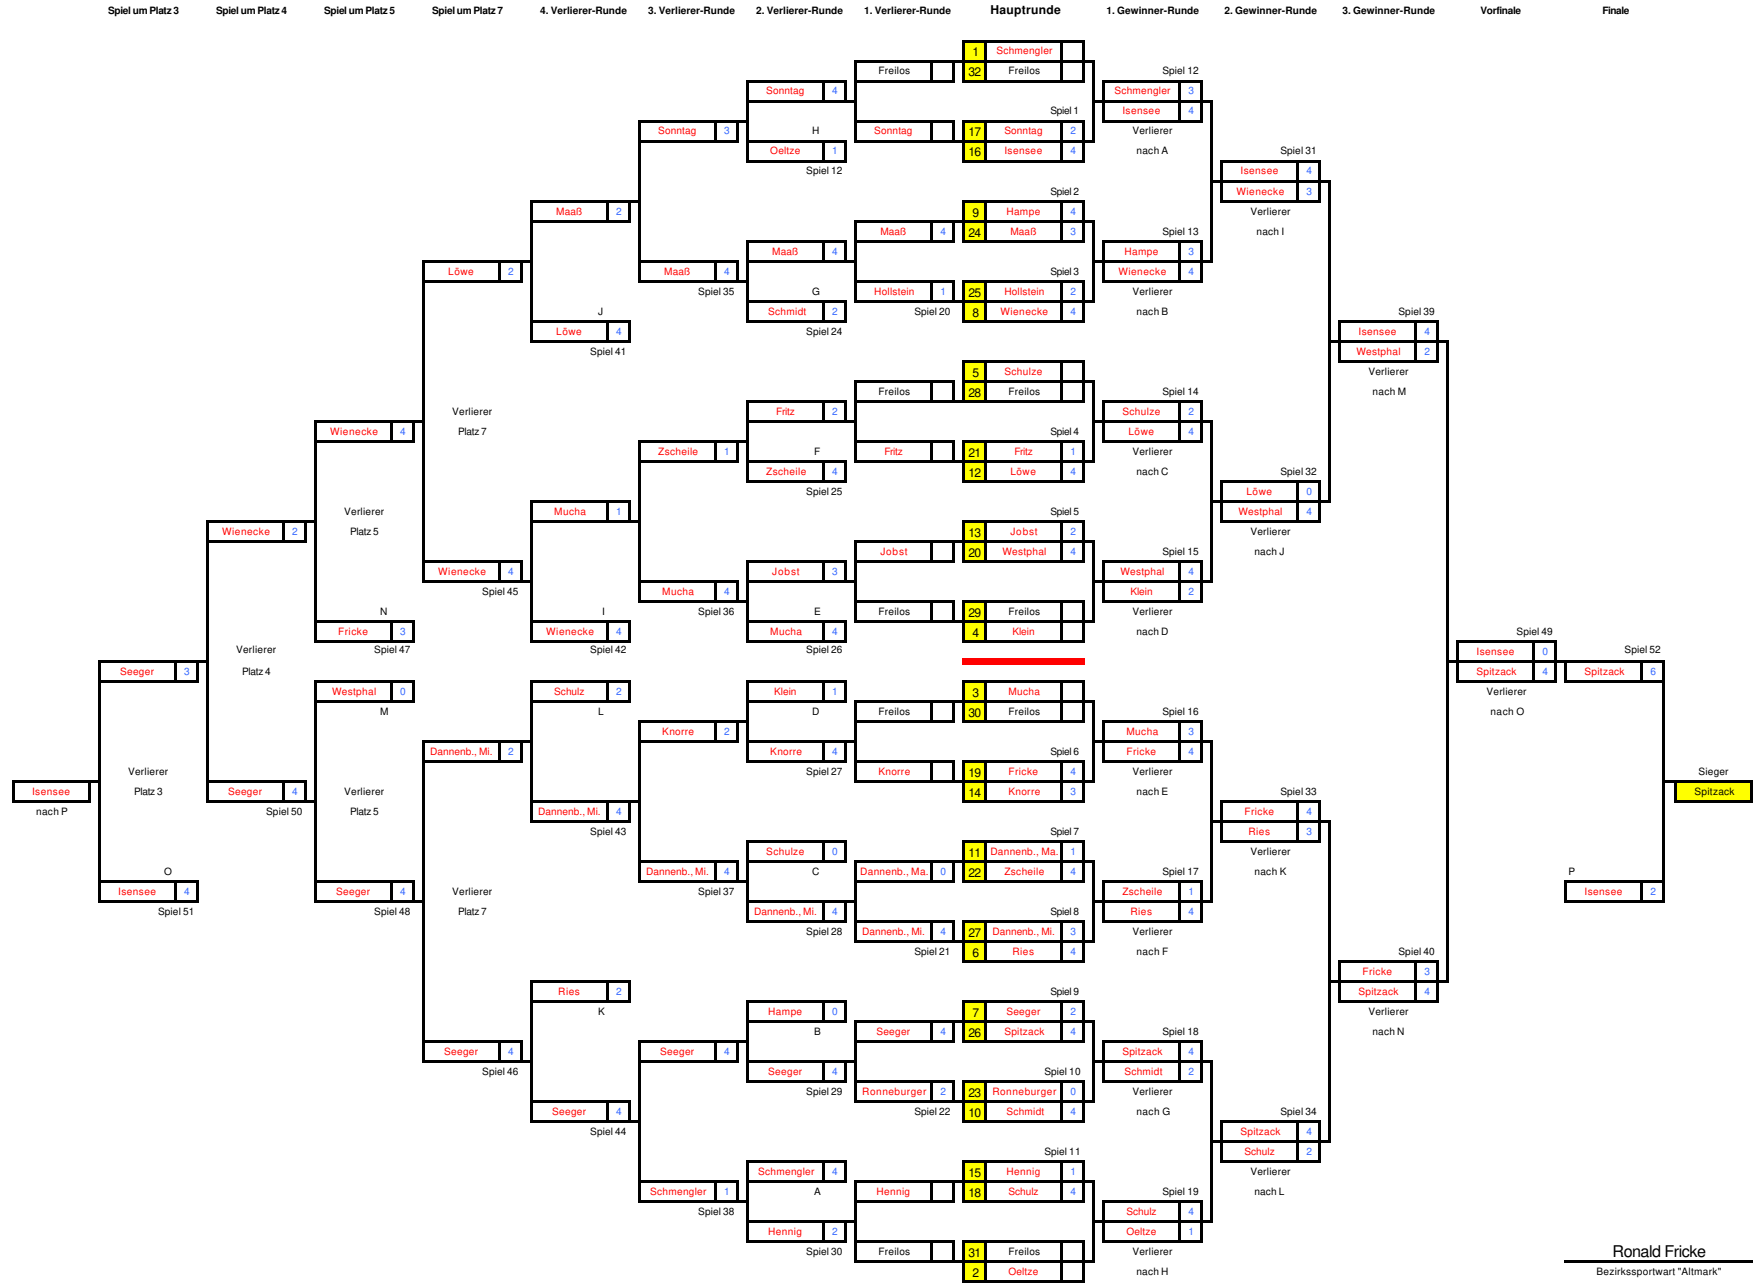 Spiel um Platz 3 Spiel um Platz 4 Spiel um Platz 5 Spiel um Platz 7 4. Verlierer-Runde 3. Verlierer-Runde 2. Verlierer-Runde 1. Verlierer-Runde Hauptrunde 1. Gewinner-Runde 2. Gewinner-Runde 3. Gewinner-Runde Vorfinale Finale
1 Schmengler
Freilos 32 Freilos Spiel 12
Sonntag 4 Schmengler 3
Spiel 1 Isensee 4
Sonntag 3 H Sonntag 17 Sonntag 2 Verlierer
Oeltze 1 16 Isensee 4 nach A Spiel 31
Spiel 12 Isensee 4
Spiel 2 Wienecke 3
Maaß 2 9 Hampe 4 Verlierer
Maaß 4 24 Maaß 3 Spiel 13 nach I
Maaß 4 Hampe 3
Löwe 2 Maaß 4 Spiel 3 Wienecke 4
Spiel 35 G Hollstein 1 25 Hollstein 2 Verlierer
J Schmidt 2 Spiel 20 8 Wienecke 4 nach B Spiel 39
Löwe 4 Spiel 24 Isensee 4
Spiel 41 Westphal 2
5 Schulze Verlierer
Freilos 28 Freilos Spiel 14 nach M
Verlierer Fritz 2 Schulze 2
Wienecke 4 Platz 7 Spiel 4 Löwe 4
Zscheile 1 F Fritz 21 Fritz 1 Verlierer
Zscheile 4 12 Löwe 4 nach C Spiel 32
Spiel 25 Löwe 0
Verlierer Mucha 1 Spiel 5 Westphal 4
Wienecke 2 Platz 5 13 Jobst 2 Verlierer
Jobst 20 Westphal 4 Spiel 15 nach J
Wienecke 4 Jobst 3 Westphal 4
Spiel 45 Mucha 4 Klein 2
N I Spiel 36 E Freilos 29 Freilos Verlierer
Fricke 3 Wienecke 4 Mucha 4 4 Klein nach D Spiel 49
Verlierer Spiel 47 Spiel 42 Spiel 26 Isensee 0 Spiel 52
Seeger 3 Platz 4 Spitzack 4 Spitzack 6
Westphal 0 Schulz 2 Klein 1 3 Mucha Verlierer
M L D Freilos 30 Freilos Spiel 16 nach O
Knorre 2 Mucha 3
Dannenb., Mi. 2 Knorre 4 Spiel 6 Fricke 4
Verlierer Spiel 27 Knorre 19 Fricke 4 Verlierer Sieger
Isensee Platz 3 Seeger 4 Verlierer 14 Knorre 3 nach E Spiel 33 Spitzack
nach P Spiel 50 Platz 5 Dannenb., Mi. 4 Fricke 4
Spiel 43 Spiel 7 Ries 3
Schulze 0 11 Dannenb., Ma. 1 Verlierer
O Dannenb., Mi. 4 C Dannenb., Ma. 0 22 Zscheile 4 Spiel 17 nach K P
Isensee 4 Seeger 4 Verlierer Spiel 37 Zscheile 1 Isensee 2
Spiel 51 Spiel 48 Platz 7 Dannenb., Mi. 4 Spiel 8 Ries 4
Spiel 28 Dannenb., Mi. 4 27 Dannenb., Mi. 3 Verlierer
Spiel 21 6 Ries 4 nach F Spiel 40
Fricke 3
Ries 2 Spiel 9 Spitzack 4
K Hampe 0 7 Seeger 2 Verlierer
B Seeger 4 26 Spitzack 4 Spiel 18 nach N
Seeger 4 Seeger 4 Spitzack 4
Spiel 46 Seeger 4 Spiel 10 Schmidt 2
Spiel 29 Ronneburger 2 23 Ronneburger 0 Verlierer
Seeger 4 Spiel 22 10 Schmidt 4 nach G Spiel 34
Spiel 44 Spitzack 4
Spiel 11 Schulz 2
Schmengler 4 15 Hennig 1 Verlierer
Schmengler 1 A Hennig 18 Schulz 4 Spiel 19 nach L
Spiel 38 Schulz 4
Hennig 2 Oeltze 1
Spiel 30 Freilos 31 Freilos Verlierer Ronald Fricke
2 Oeltze nach H Bezirkssportwart "Altmark"